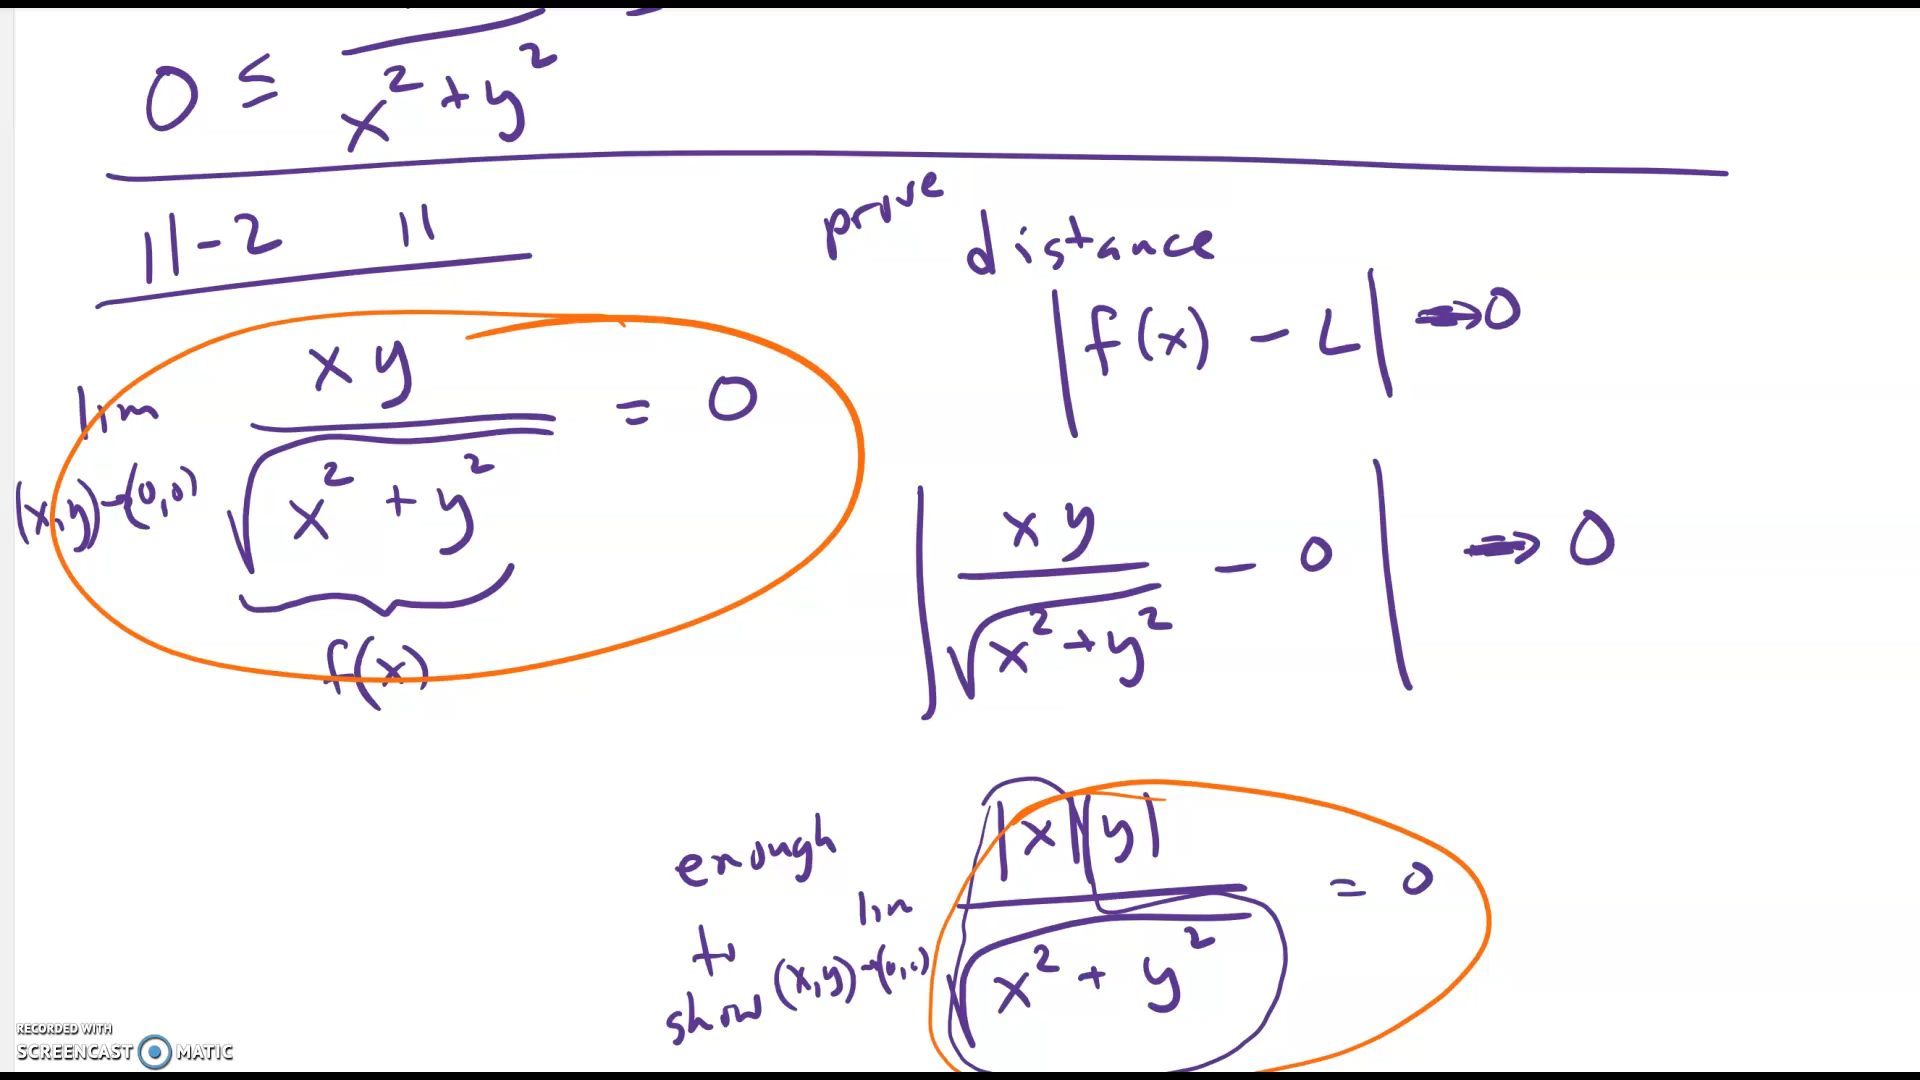 0 ≤ x² + y²
11-2 11
prove
distance
|f(x) - L| → 0
lim (x,y)→(0,0) xy / √(x² + y²) = 0
f(x)
| xy / √(x² + y²) - 0 | → 0
enough
to
show lim (x,y)→(0,0) |x||y| / √(x² + y²) = 0
RECORDED WITH
SCREENCAST MATIC